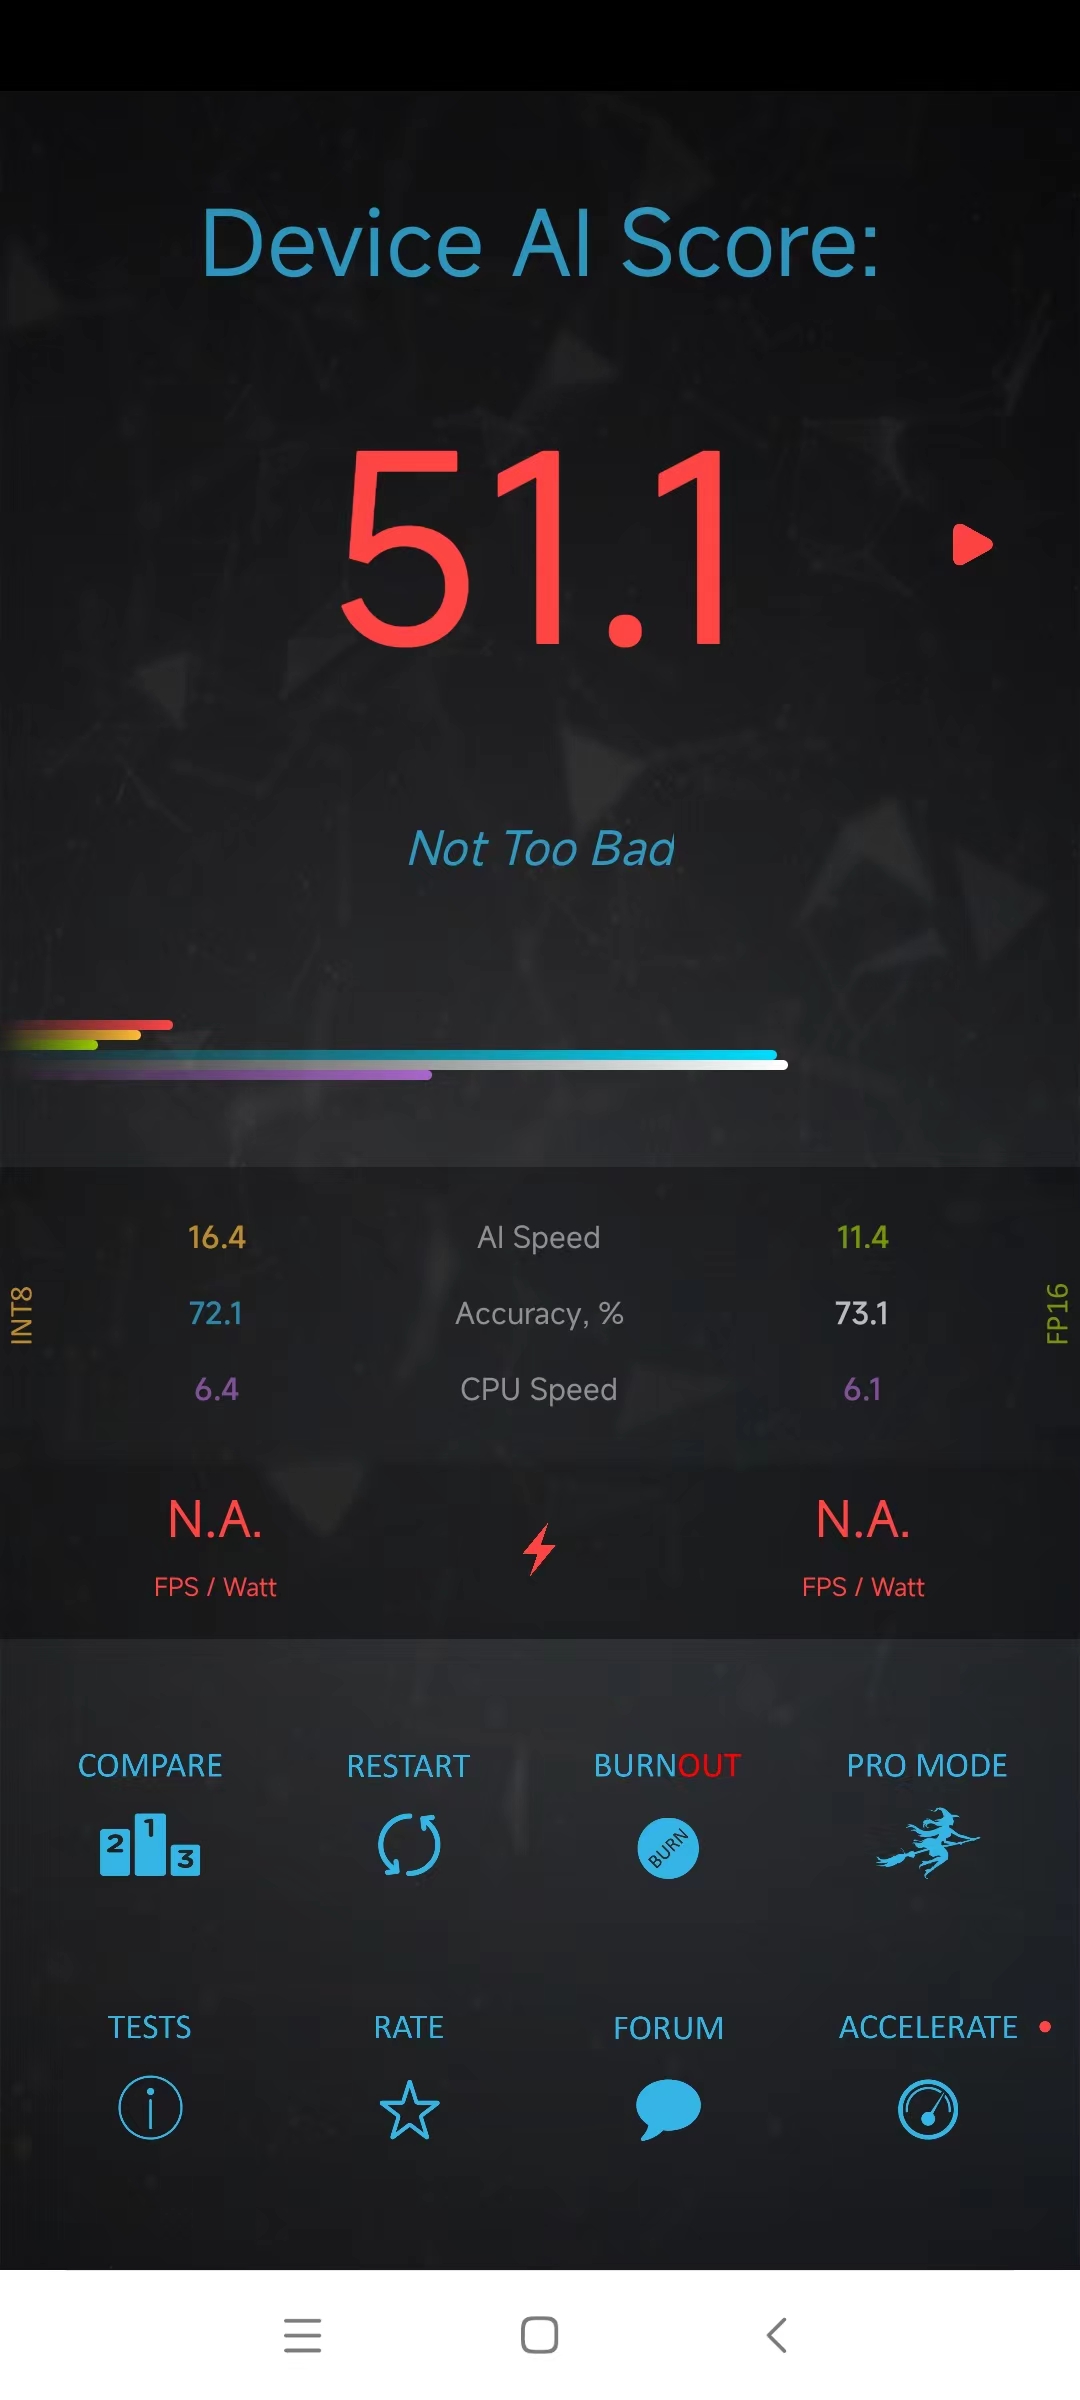 Device AI Score:
51.1
Not Too Bad
16.4 AI Speed 11.4
INT8 72.1 Accuracy, % 73.1 FP16
6.4 CPU Speed 6.1
N.A. N.A.
FPS / Watt FPS / Watt
COMPARE RESTART BURNOUT PRO MODE
2 1 3 BURN
TESTS RATE FORUM ACCELERATE